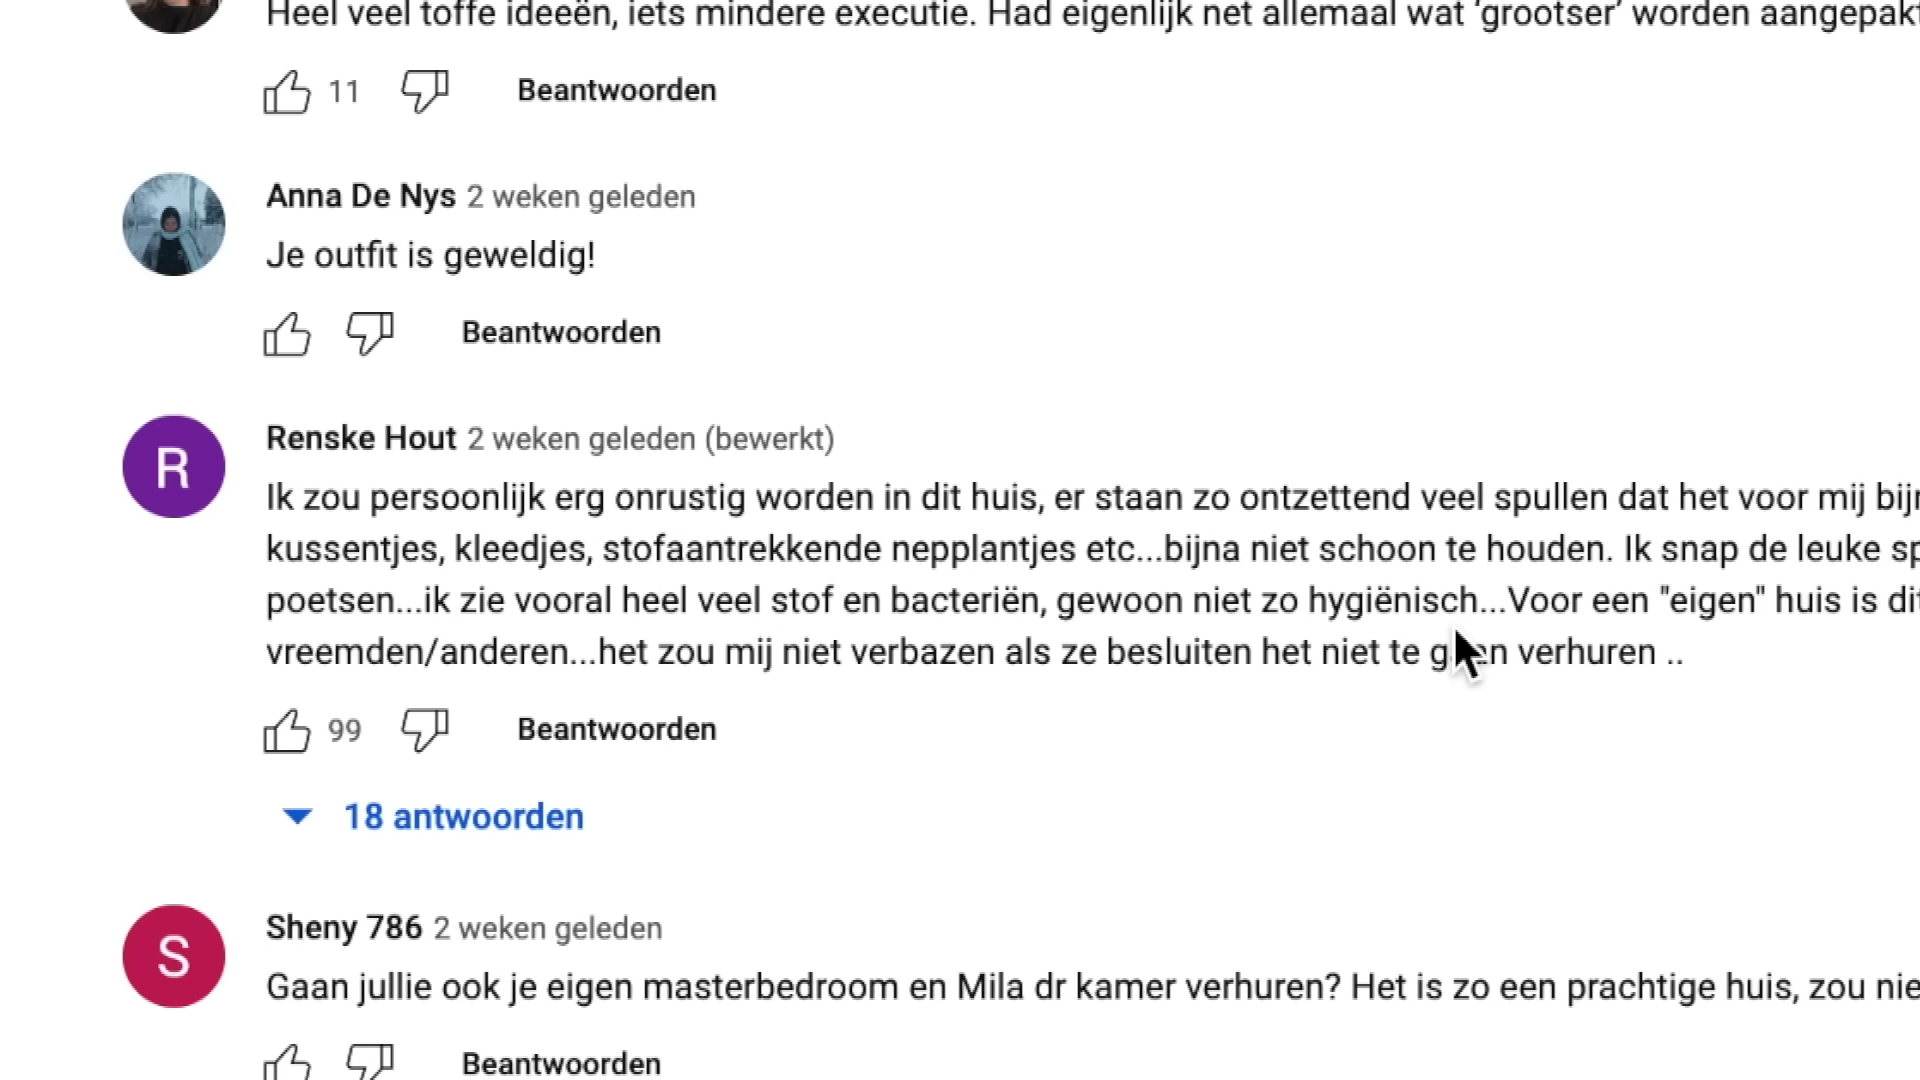 Heel veel toffe ideeën, iets mindere executie. Had eigenlijk net allemaal wat 'grootser' worden aangepakt
11 Beantwoorden
Anna De Nys 2 weken geleden
Je outfit is geweldig!
Beantwoorden
R
Renske Hout 2 weken geleden (bewerkt)
Ik zou persoonlijk erg onrustig worden in dit huis, er staan zo ontzettend veel spullen dat het voor mij
kussentjes, kleedjes, stofaantrekkende nepplantjes etc...bijna niet schoon te houden. Ik snap de leuke
poetsen...ik zie vooral heel veel stof en bacteriën, gewoon niet zo hygiënisch...Voor een "eigen" huis is
vreemden/anderen...het zou mij niet verbazen als ze besluiten het niet te verhuren ..
99 Beantwoorden
18 antwoorden
S
Sheny 786 2 weken geleden
Gaan jullie ook je eigen masterbedroom en Mila dr kamer verhuren? Het is zo een prachtige huis, zou
Beantwoorden